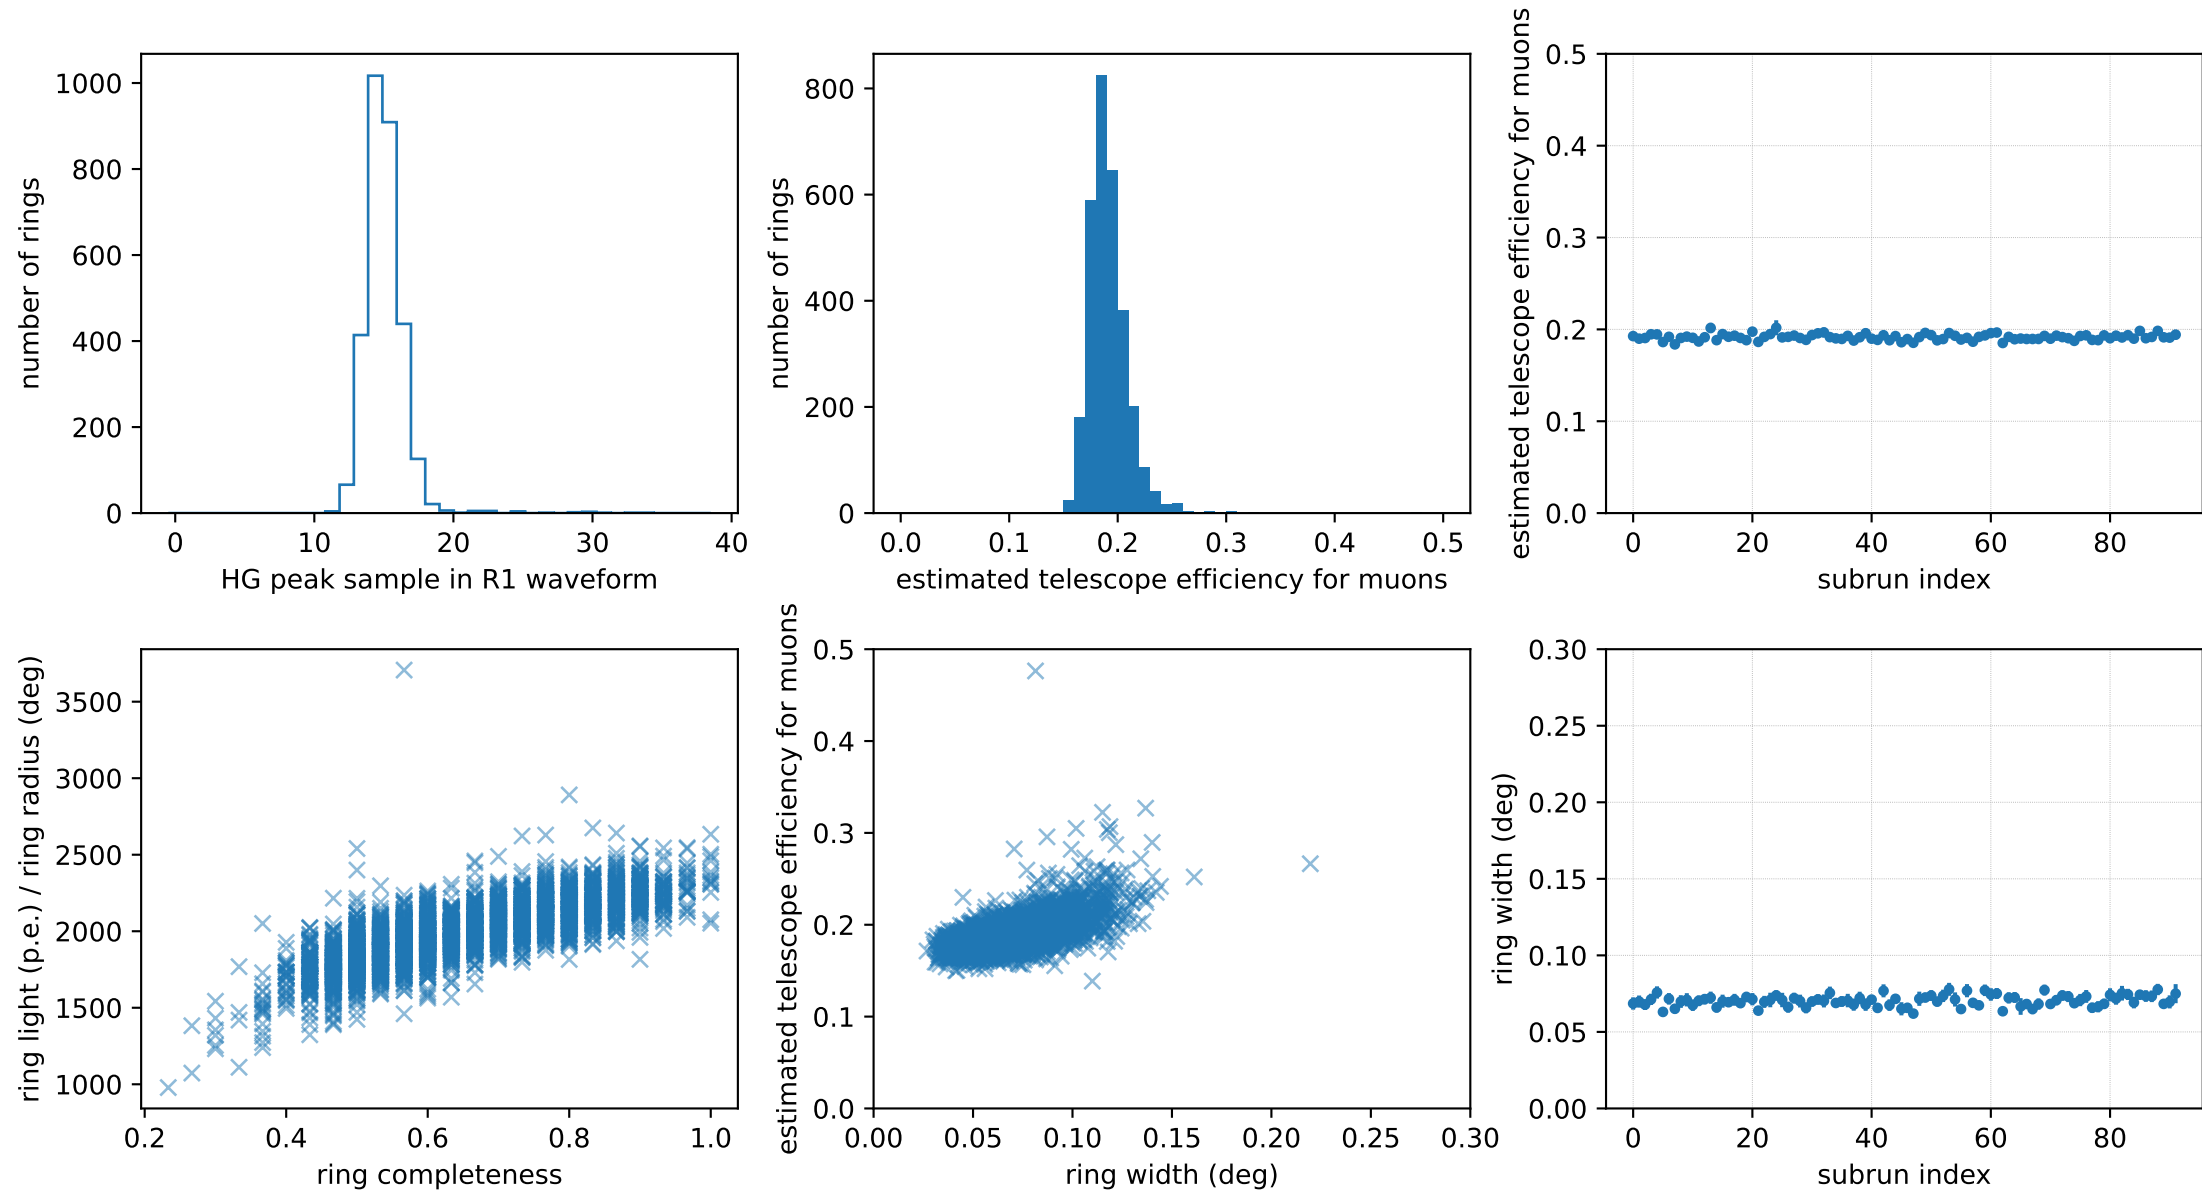 number of rings
1000
800
600
400
200
0
0 10 20 30 40
HG peak sample in R1 waveform
number of rings
800
600
400
200
0
0.0 0.1 0.2 0.3 0.4 0.5
estimated telescope efficiency for muons
estimated telescope efficiency for muons
0.5
0.4
0.3
0.2
0.1
0.0
0 20 40 60 80
subrun index
ring light (p.e.) / ring radius (deg)
3500
3000
2500
2000
1500
1000
0.2 0.4 0.6 0.8 1.0
ring completeness
estimated telescope efficiency for muons
0.5
0.4
0.3
0.2
0.1
0.0
0.00 0.05 0.10 0.15 0.20 0.25 0.30
ring width (deg)
ring width (deg)
0.30
0.25
0.20
0.15
0.10
0.05
0.00
0 20 40 60 80
subrun index